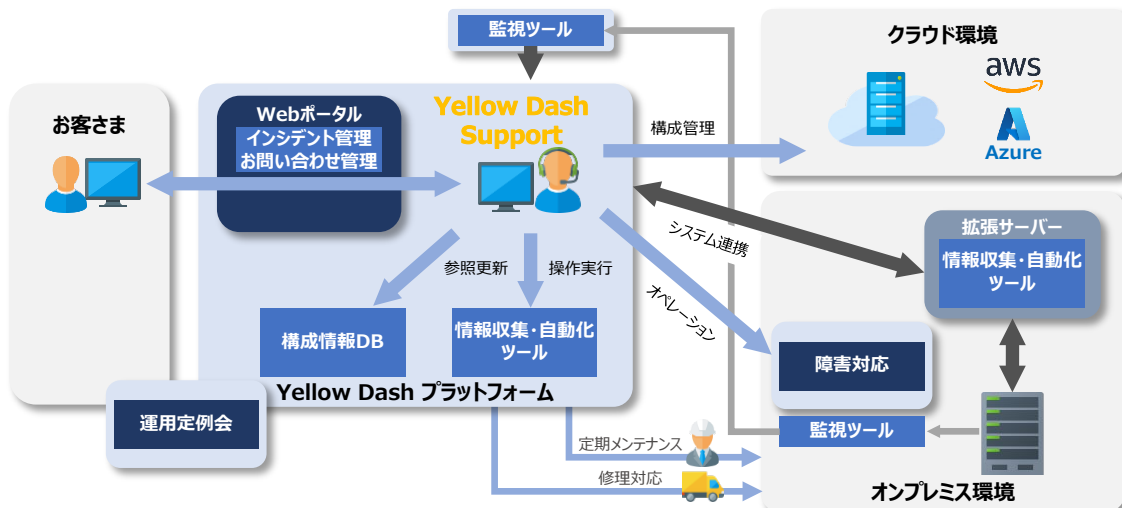 監視ツール
クラウド環境
aws
Azure
お客さま
Webポータル
インシデント管理
お問い合わせ管理
Yellow Dash
Support
構成管理
システム連携
オペレーション
参照更新
操作実行
構成情報DB
情報収集・自動化
ツール
Yellow Dash プラットフォーム
運用定例会
拡張サーバー
情報収集・自動化
ツール
障害対応
監視ツール
定期メンテナンス
修理対応
オンプレミス環境